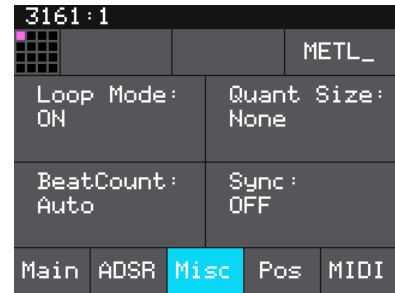 3161:1
METL_
Loop Mode:
ON
Quant Size:
None
BeatCount:
Auto
Sync:
OFF
Main ADSR Misc Pos MIDI